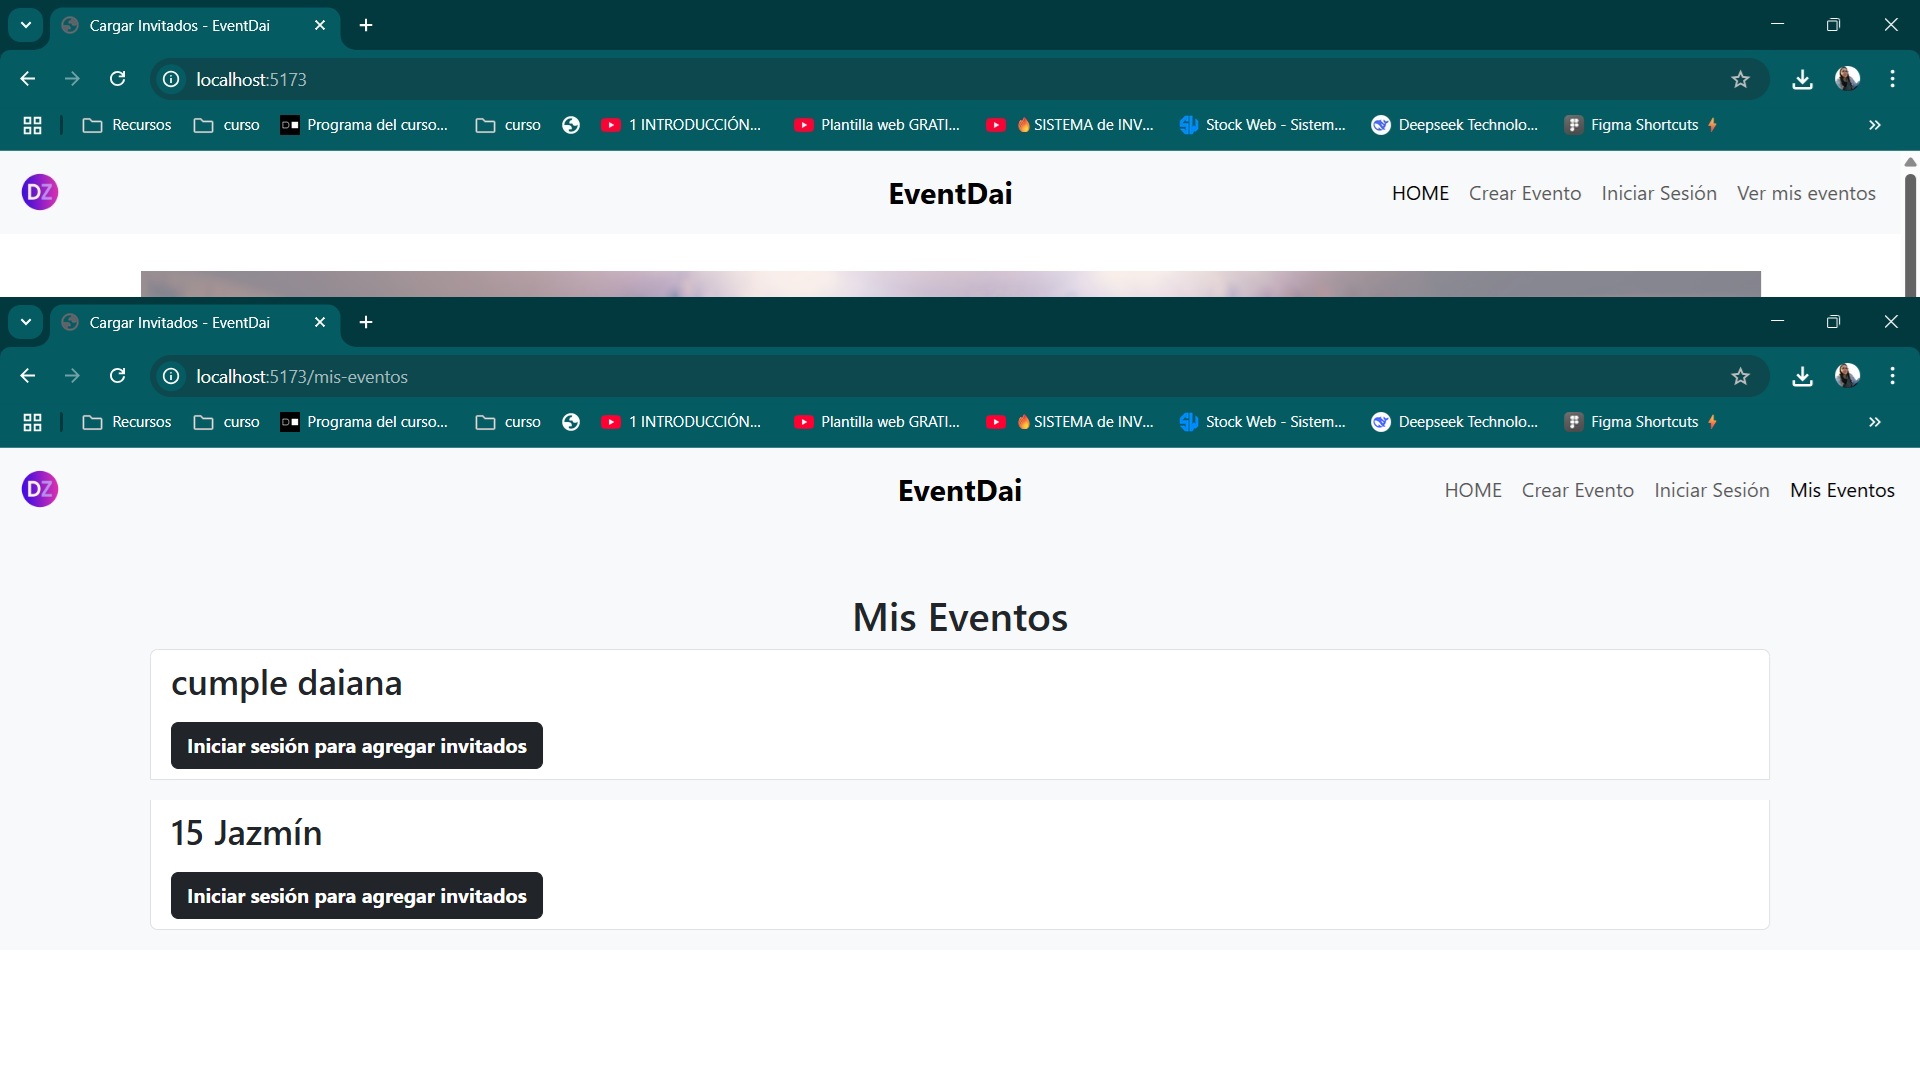 Cargar Invitados - EventDai
localhost:5173
Recursos curso Programa del curso... curso 1 INTRODUCCIÓN... Plantilla web GRATI... SISTEMA de INV... Stock Web - Sistem... Deepseek Technolo... Figma Shortcuts
DZ EventDai HOME Crear Evento Iniciar Sesión Ver mis eventos
Cargar Invitados - EventDai
localhost:5173/mis-eventos
Recursos curso Programa del curso... curso 1 INTRODUCCIÓN... Plantilla web GRATI... SISTEMA de INV... Stock Web - Sistem... Deepseek Technolo... Figma Shortcuts
DZ EventDai HOME Crear Evento Iniciar Sesión Mis Eventos
Mis Eventos
cumple daiana
Iniciar sesión para agregar invitados
15 Jazmín
Iniciar sesión para agregar invitados